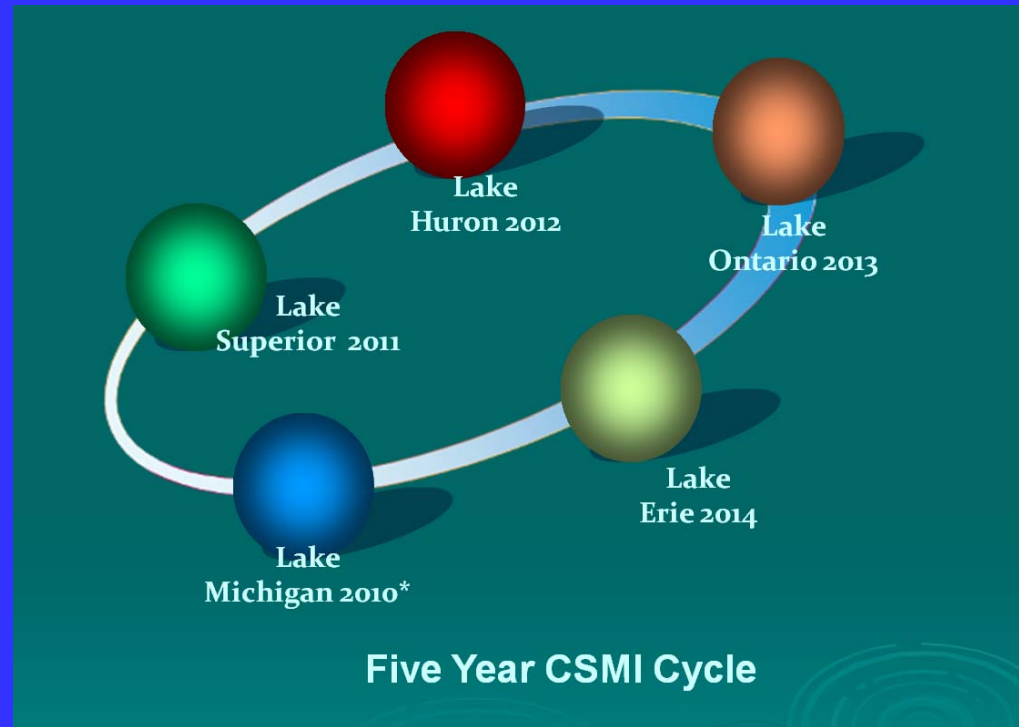 Lake
Huron 2012
Lake
Ontario 2013
Lake
Superior 2011
Lake
Erie 2014
Lake
Michigan 2010*
Five Year CSMI Cycle